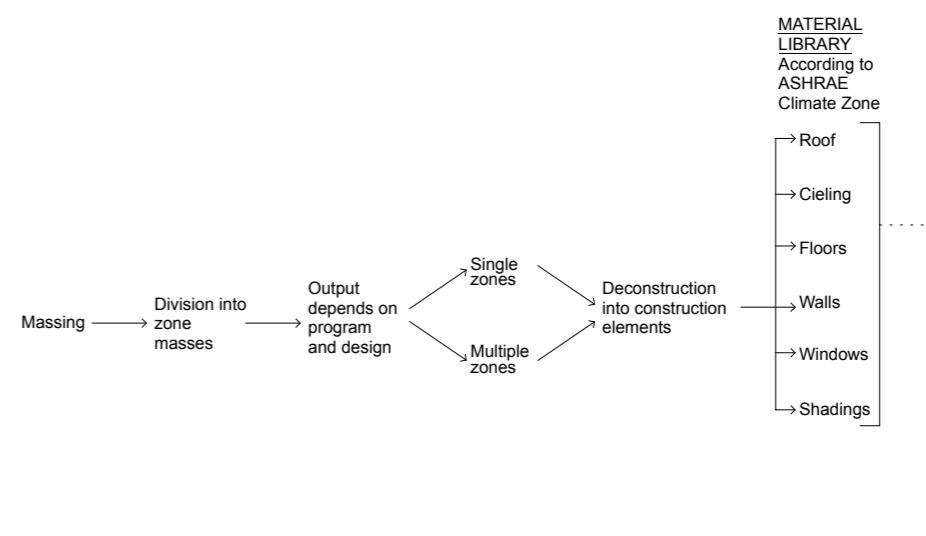 MATERIAL
LIBRARY
According to
ASHRAE
Climate Zone
Massing
Division into
zone
masses
Output
depends on
program
and design
Single
zones
Multiple
zones
Deconstruction
into construction
elements
Roof
Cieling
Floors
Walls
Windows
Shadings